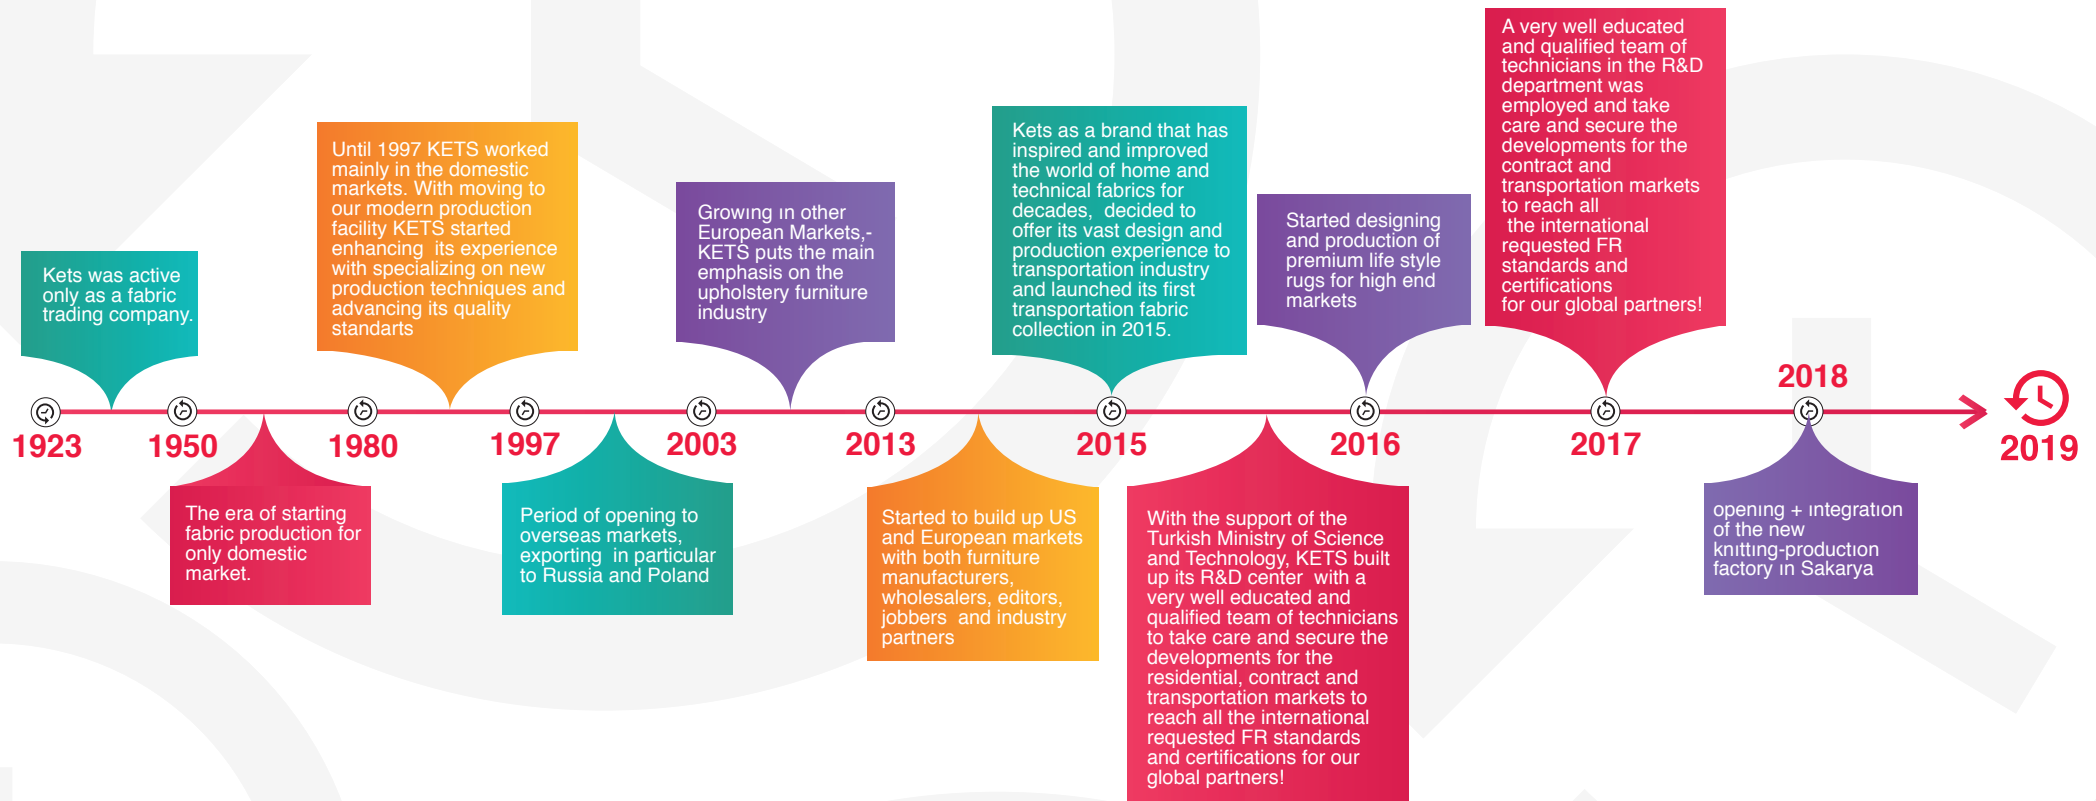 Kets was active
only as a fabric
trading company.
Until 1997 KETS worked
mainly in the domestic
markets. With moving to
our modern production
facility KETS started
enhancing its experience
with specializing on new
production techniques and
advancing its quality
standarts
Growıng ın other
European Markets,-
KETS puts the main
emphasis on the
upholstery furniture
industry
Kets as a brand that has
inspired and improved
the world of home and
technical fabrics for
decades, decided to
offer its vast design and
production experience to
transportation industry
and launched its first
transportation fabric
collection in 2015.
Started designing
and production of
premium life style
rugs for high end
markets
A very well educated
and qualified team of
technicians in the R&D
department was
employed and take
care and secure the
developments for the
contract and
transportation markets
to reach all
the international
requested FR
standards and
certifications
for our global partners!
1923
1950
1980
1997
2003
2013
2015
2016
2017
2018
2019
The era of starting
fabric production for
only domestic
market.
Period of opening to
overseas markets,
exporting in particular
to Russia and Poland
Started to build up US
and European markets
with both furniture
manufacturers,
wholesalers, editors,
jobbers and industry
partners
With the support of the
Turkish Ministry of Science
and Technology, KETS built
up its R&D center with a
very well educated and
qualified team of technicians
to take care and secure the
developments for the
residential, contract and
transportation markets to
reach all the international
requested FR standards
and certifications for our
global partners!
openıng + ıntegration
of the new
knıttıng-productıon
factory ın Sakarya